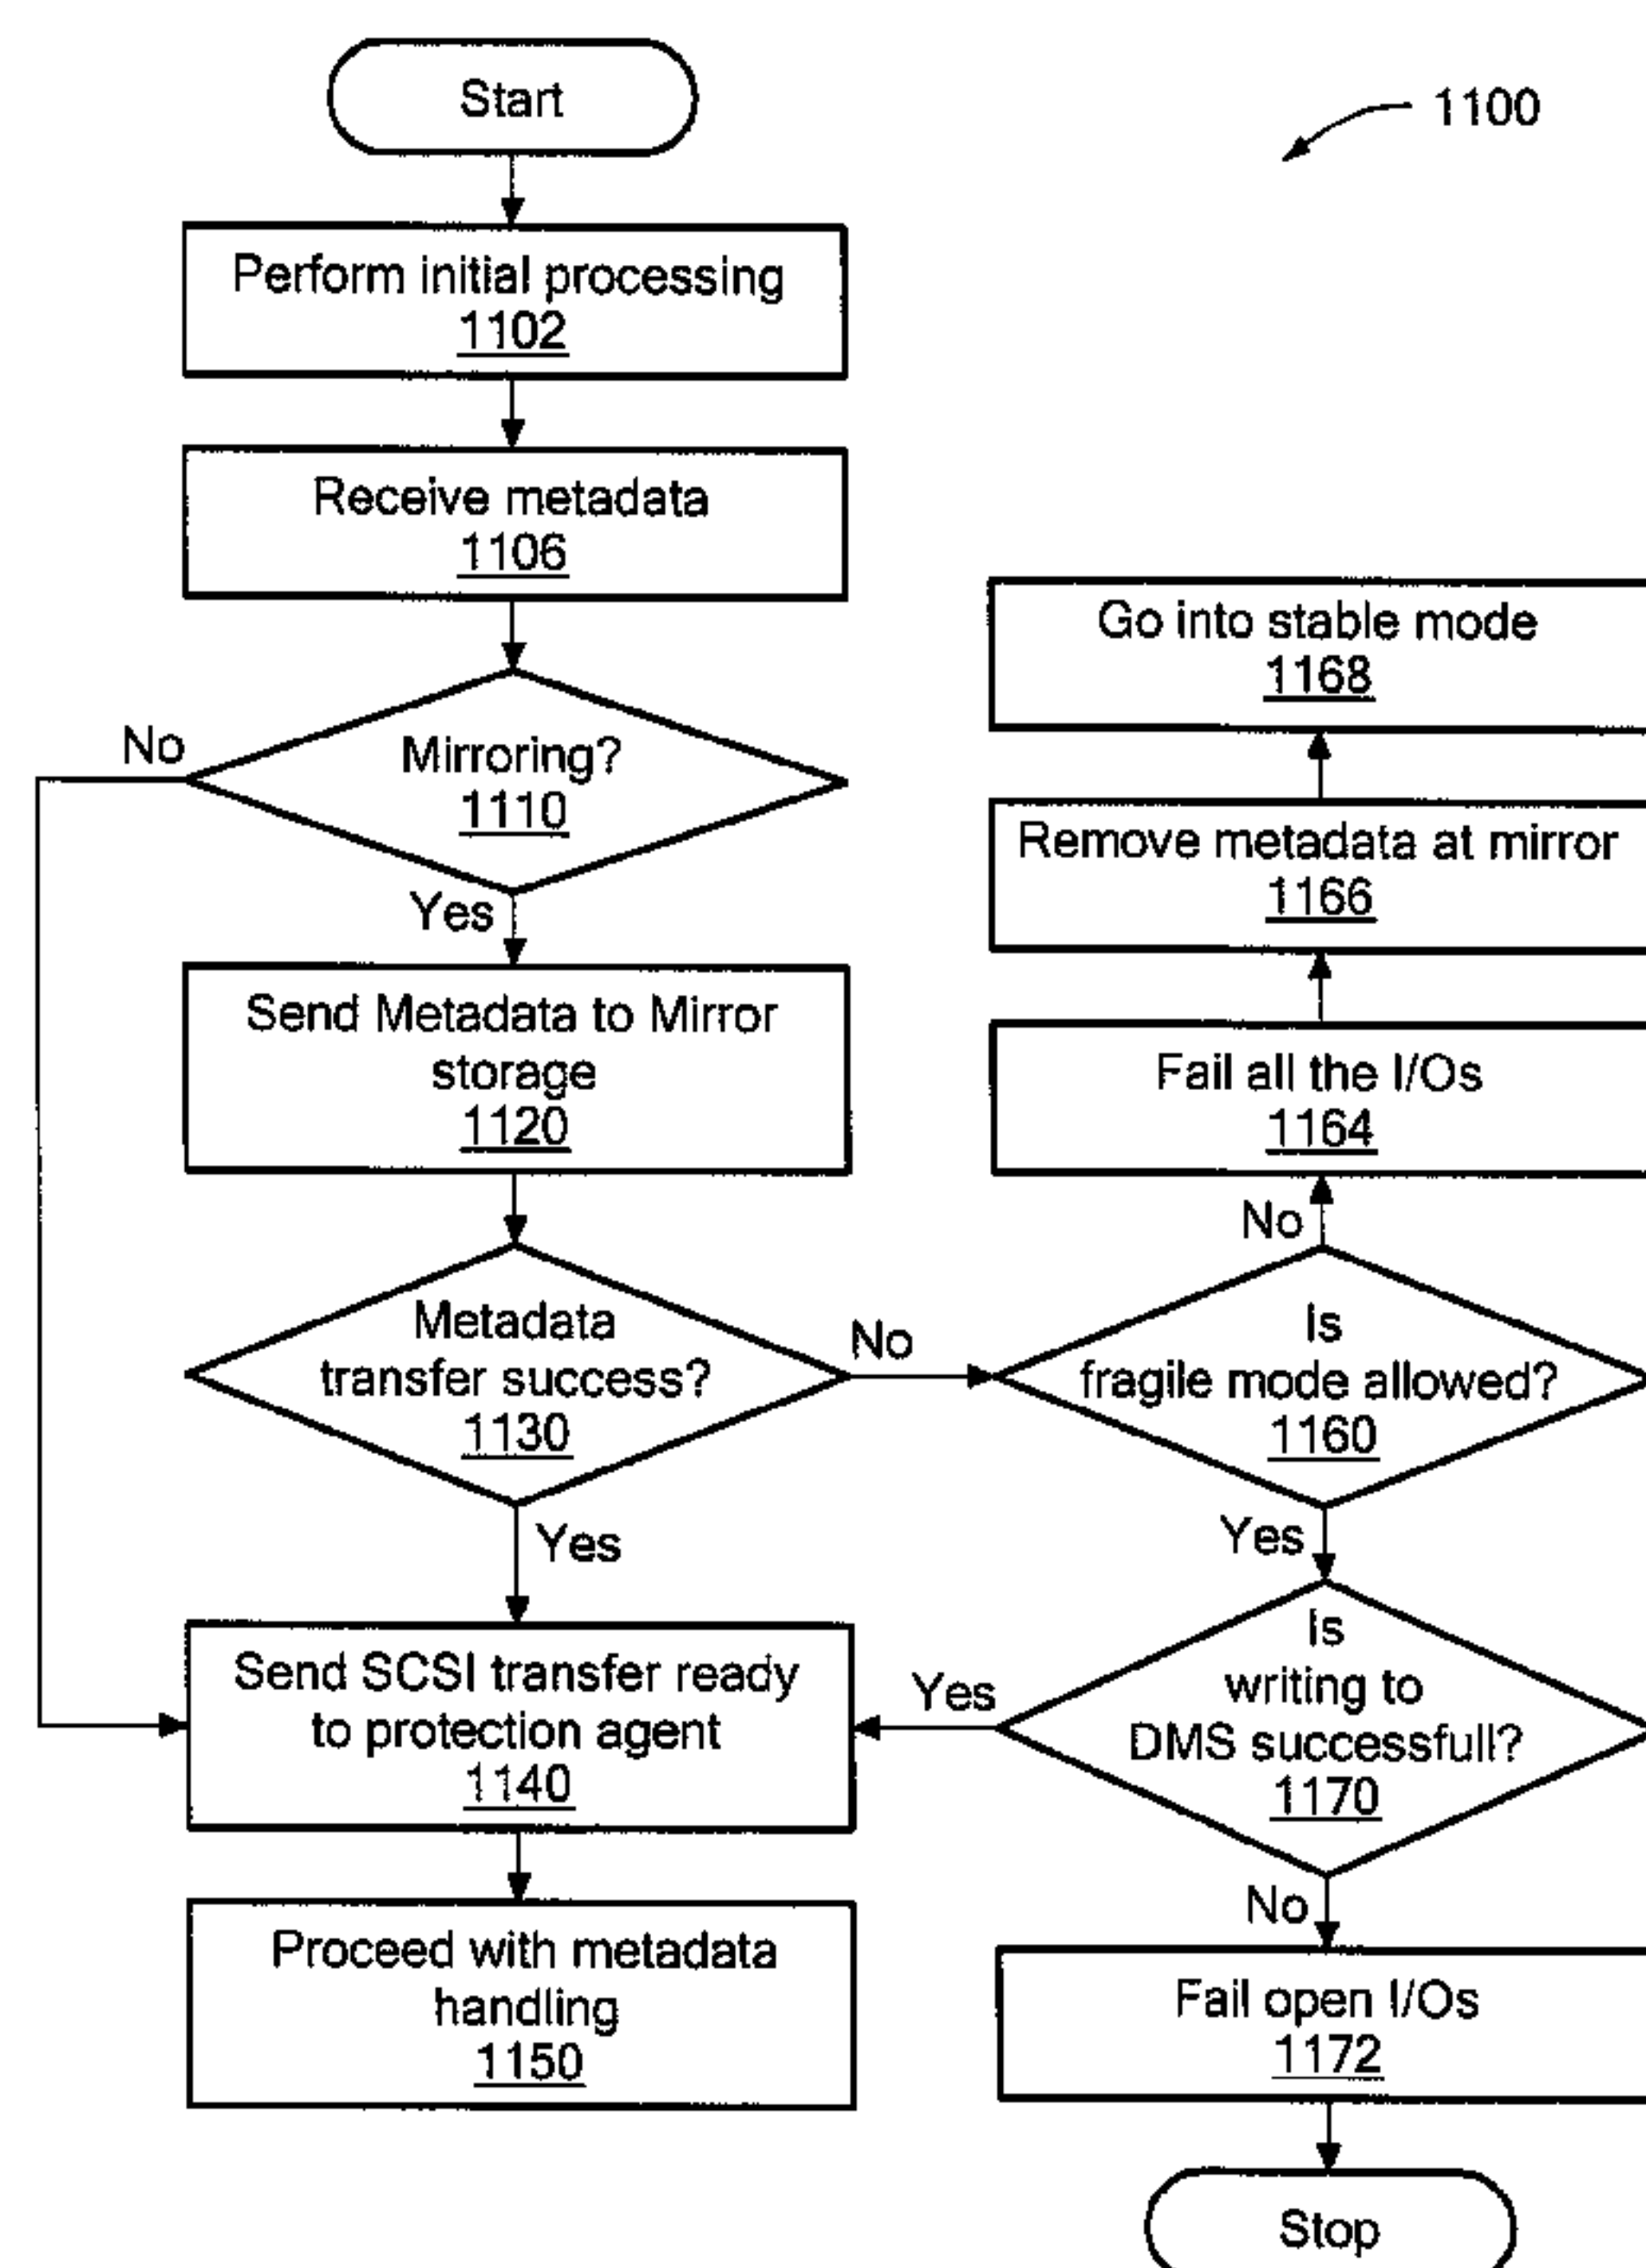 Start
1100
Perform initial processing
1102
Receive metadata
1106
Mirroring?
1110
No
Yes
Send Metadata to Mirror
storage
1120
Metadata
transfer success?
1130
No
Yes
Send SCSI transfer ready
to protection agent
1140
Proceed with metadata
handling
1150
Go into stable mode
1168
Remove metadata at mirror
1166
Fail all the I/Os
1164
No
Is
fragile mode allowed?
1160
Yes
Is
writing to
DMS successfull?
1170
Yes
No
Fail open I/Os
1172
Stop